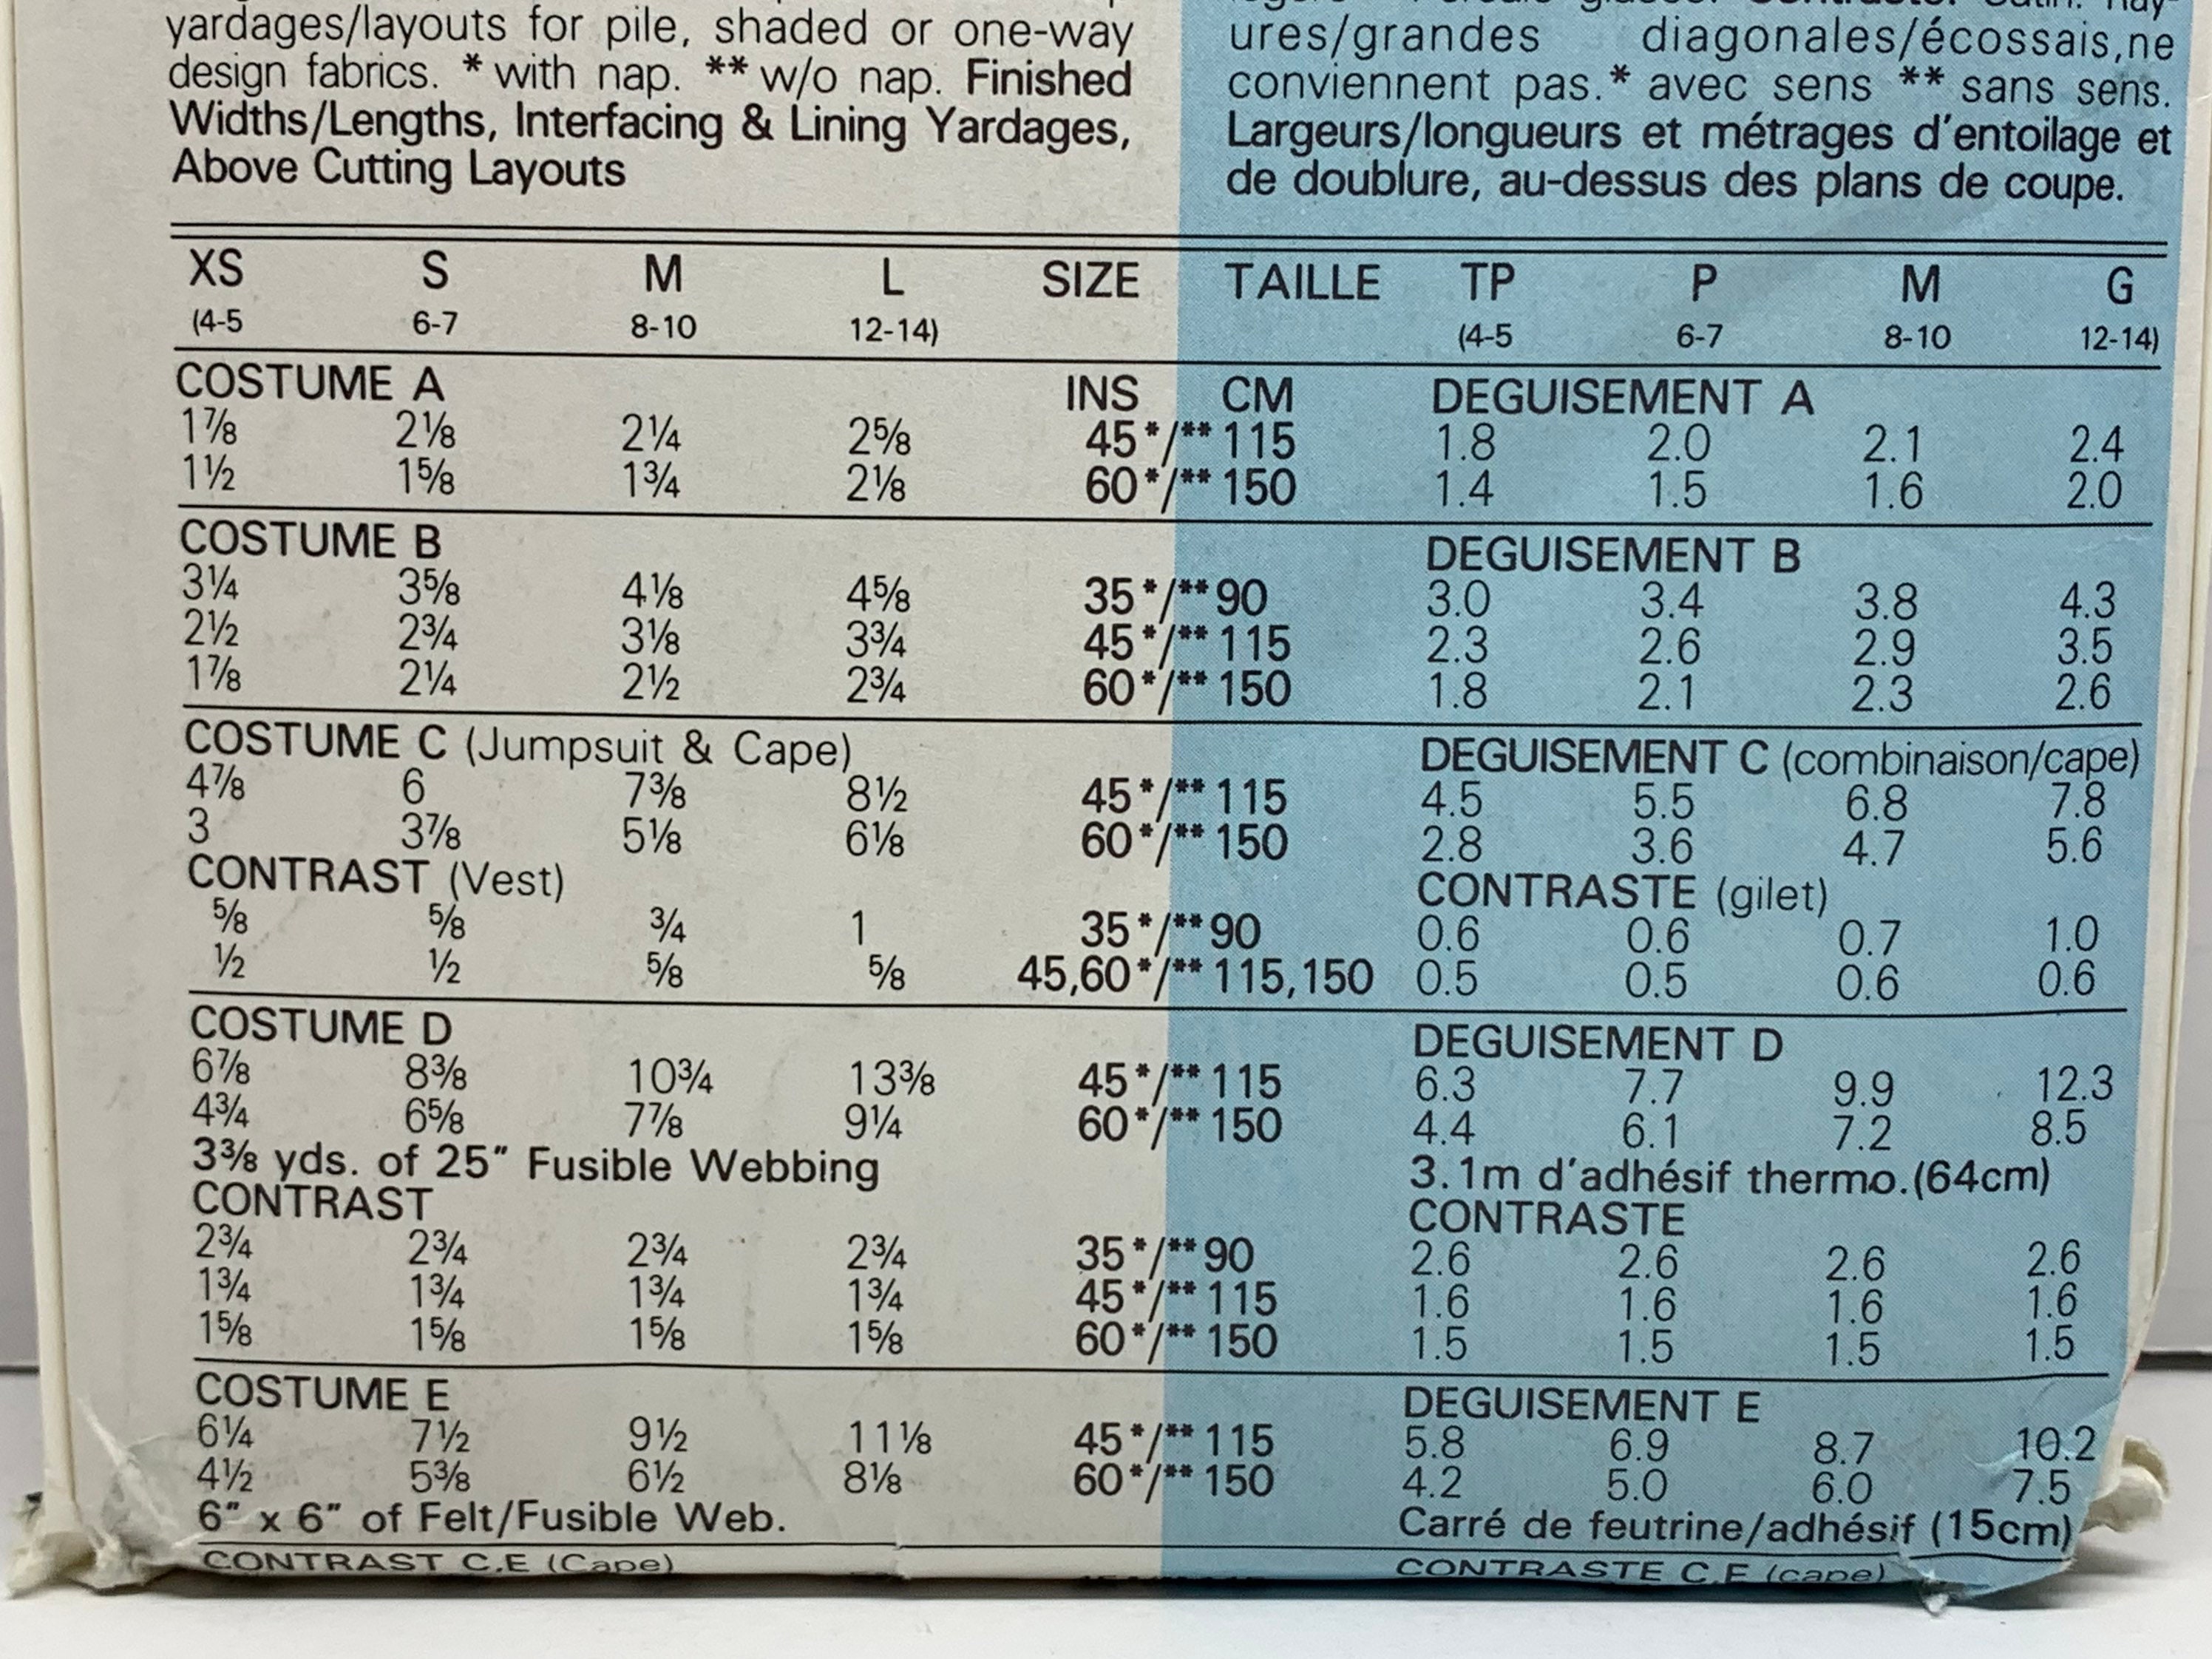 yardages/layouts for pile, shaded or one-way
design fabrics. * with nap. ** w/o nap. Finished
Widths/Lengths, Interfacing & Lining Yardages,
Above Cutting Layouts
ures/grandes diagonales/écossais,ne
conviennent pas.* avec sens ** sans sens.
Largeurs/longueurs et métrages d'entoilage et
de doublure, au-dessus des plans de coupe.
XS S M L SIZE TAILLE TP P M G
(4-5 6-7 8-10 12-14) (4-5 6-7 8-10 12-14)
COSTUME A INS CM DEGUISEMENT A
1⅞ 2⅛ 2¼ 2⅝ 45*/**115 1.8 2.0 2.1 2.4
1½ 1⅝ 1¾ 2⅛ 60*/**150 1.4 1.5 1.6 2.0
COSTUME B DEGUISEMENT B
3¼ 3⅝ 4⅛ 4⅝ 35*/**90 3.0 3.4 3.8 4.3
2½ 2¾ 3⅛ 3¾ 45*/**115 2.3 2.6 2.9 3.5
1⅞ 2¼ 2½ 2¾ 60*/**150 1.8 2.1 2.3 2.6
COSTUME C (Jumpsuit & Cape) DEGUISEMENT C (combinaison/cape)
4⅞ 6 7⅜ 8½ 45*/**115 4.5 5.5 6.8 7.8
3 3⅞ 5⅛ 6⅛ 60*/**150 2.8 3.6 4.7 5.6
CONTRAST (Vest) CONTRASTE (gilet)
⅝ ⅝ ¾ 1 35*/**90 0.6 0.6 0.7 1.0
½ ½ ⅝ ⅝ 45,60*/**115,150 0.5 0.5 0.6 0.6
COSTUME D DEGUISEMENT D
6⅞ 8⅜ 10¾ 13⅜ 45*/**115 6.3 7.7 9.9 12.3
4¾ 6⅝ 7⅞ 9¼ 60*/**150 4.4 6.1 7.2 8.5
3⅜ yds. of 25" Fusible Webbing 3.1m d'adhésif thermo.(64cm)
CONTRAST CONTRASTE
2¾ 2¾ 2¾ 2¾ 35*/**90 2.6 2.6 2.6 2.6
1¾ 1¾ 1¾ 1¾ 45*/**115 1.6 1.6 1.6 1.6
1⅝ 1⅝ 1⅝ 1⅝ 60*/**150 1.5 1.5 1.5 1.5
COSTUME E DEGUISEMENT E
6¼ 7½ 9½ 11⅛ 45*/**115 5.8 6.9 8.7 10.2
4½ 5⅜ 6½ 8⅛ 60*/**150 4.2 5.0 6.0 7.5
6" x 6" of Felt/Fusible Web. Carré de feutrine/adhésif (15cm)
CONTRAST C,E (Cape) CONTRASTE C,E (cape)